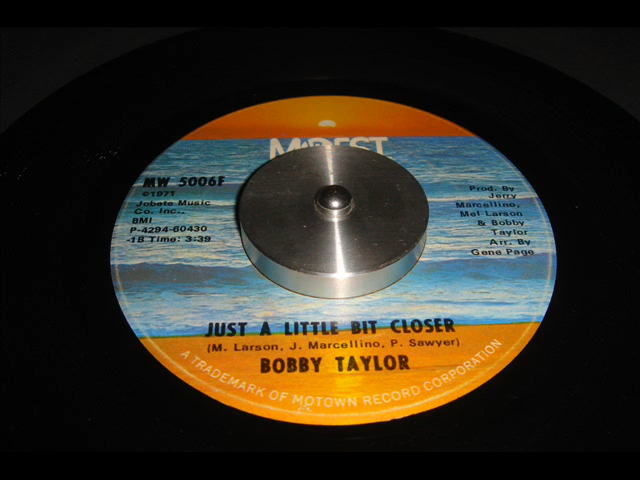 MW 5006F
©1971
Jobete Music
Co. Inc.,
BMI
P-4294-60430
-1B Time: 3:39
Prod. By
Jerry
Marcellino,
Mel Larson
& Bobby
Taylor
Arr. By
Gene Page
JUST A LITTLE BIT CLOSER
(M. Larson, J. Marcellino, P. Sawyer)
BOBBY TAYLOR
A TRADEMARK OF MOTOWN RECORD CORPORATION